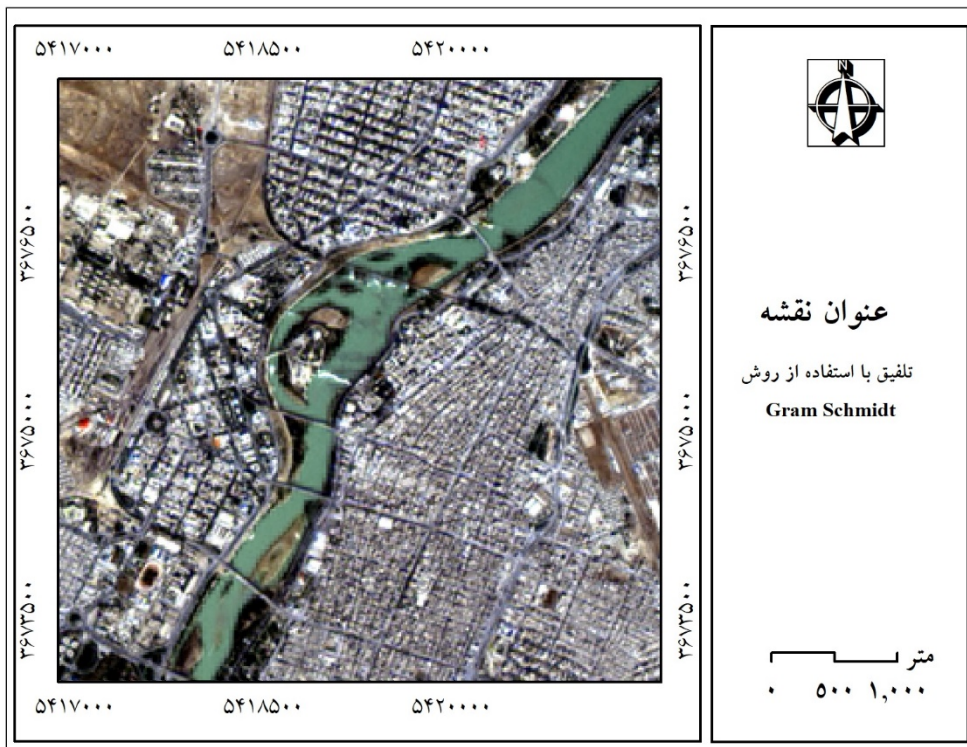 ۵۴۱۷۰۰۰ ۵۴۱۸۵۰۰ ۵۴۲۰۰۰۰
۳۶۷۶۵۰۰ ۳۶۷۶۵۰۰
۳۶۷۵۰۰۰ ۳۶۷۵۰۰۰
۳۶۷۳۵۰۰ ۳۶۷۳۵۰۰
۵۴۱۷۰۰۰ ۵۴۱۸۵۰۰ ۵۴۲۰۰۰۰
N
عنوان نقشه
تلفیق با استفاده از روش
Gram Schmidt
متر
۰ ۵۰۰ ۱,۰۰۰